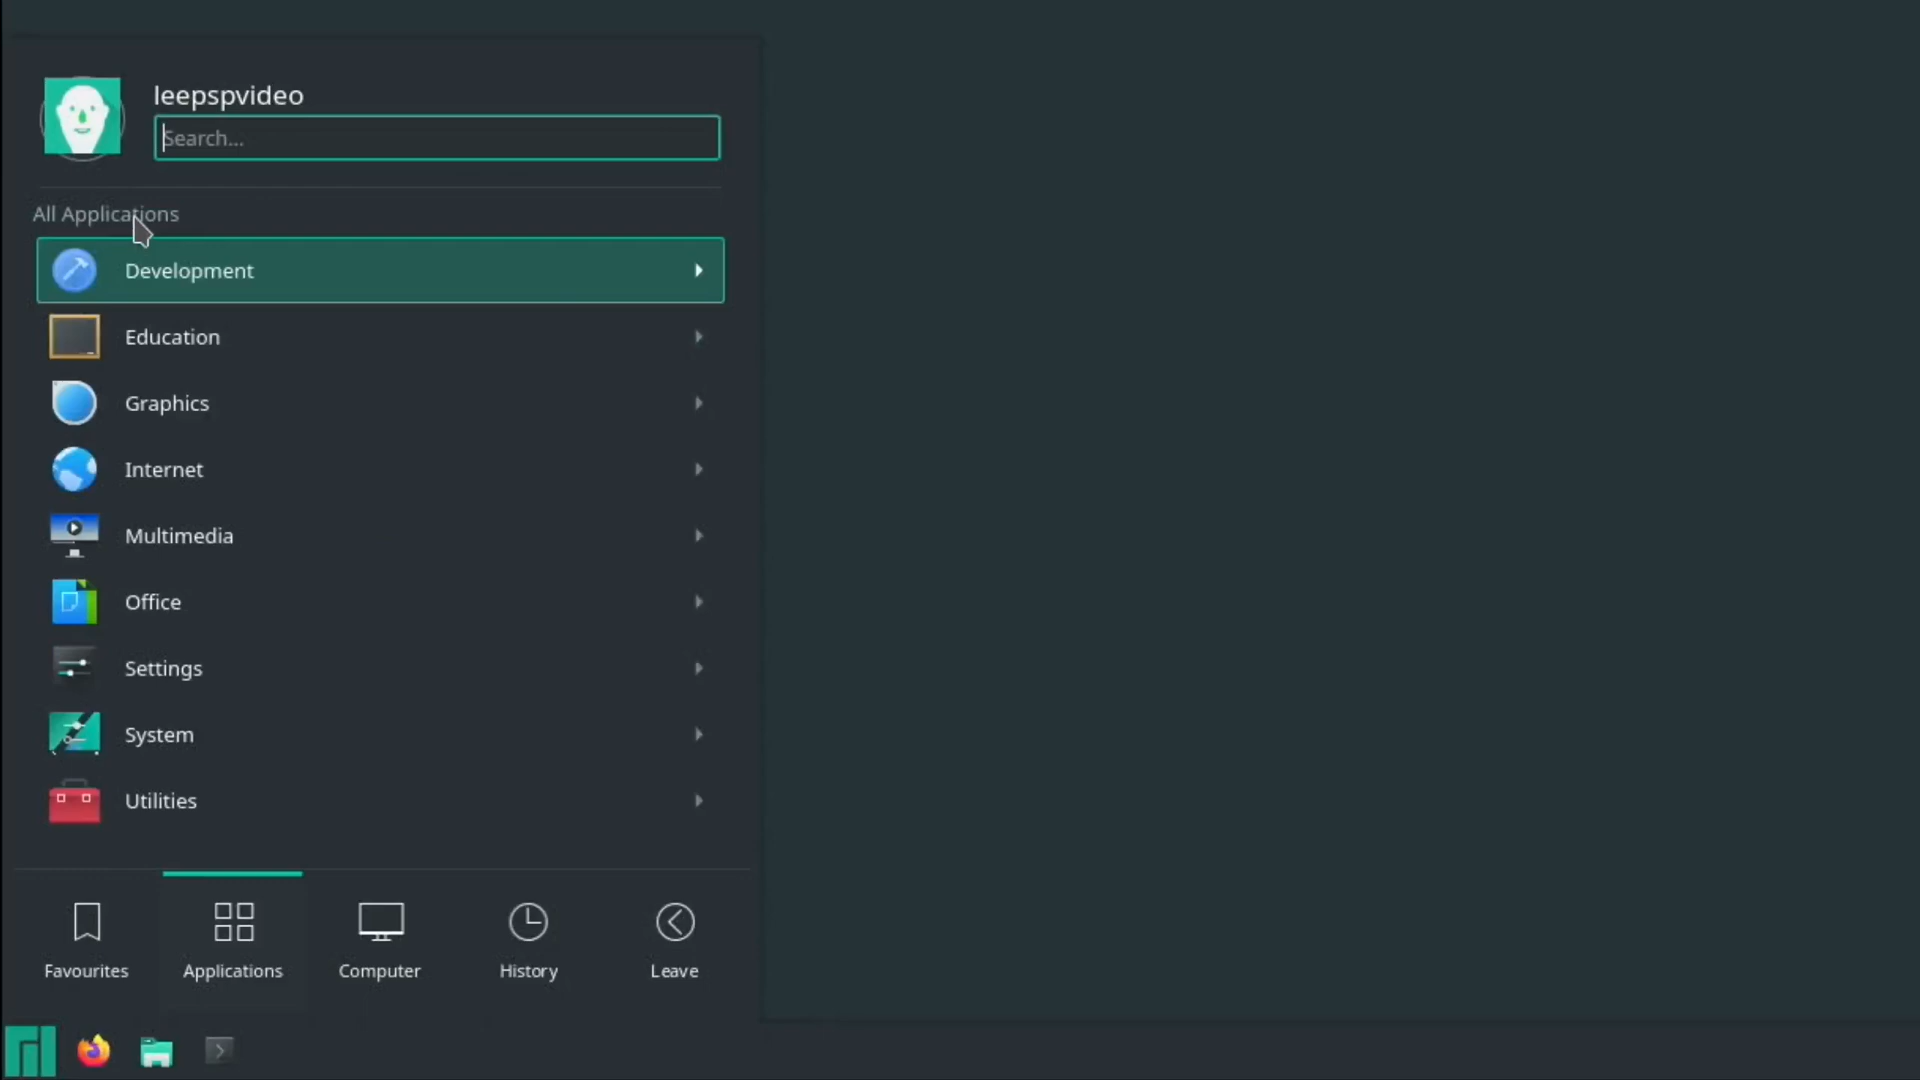 leepspvideo
Search...
All Applications
Development
Education
Graphics
Internet
Multimedia
Office
Settings
System
Utilities
Favourites
Applications
Computer
History
Leave